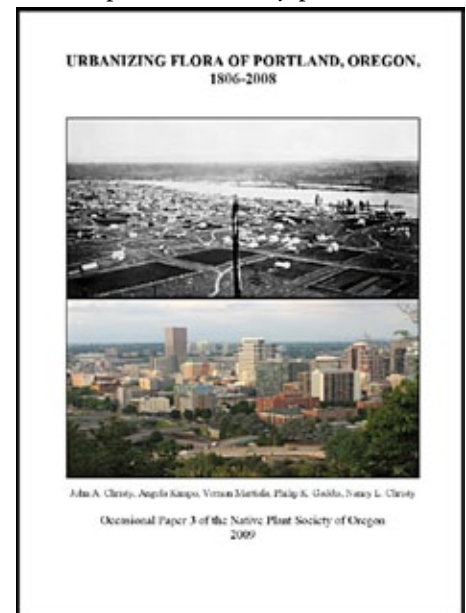 URBANIZING FLORA OF PORTLAND, OREGON,
1806-2008
John A. Christy, Angela Kimpo, Vernon Marttala, Philip K. Gaddis, Nancy L. Christy
Occasional Paper 3 of the Native Plant Society of Oregon
2009